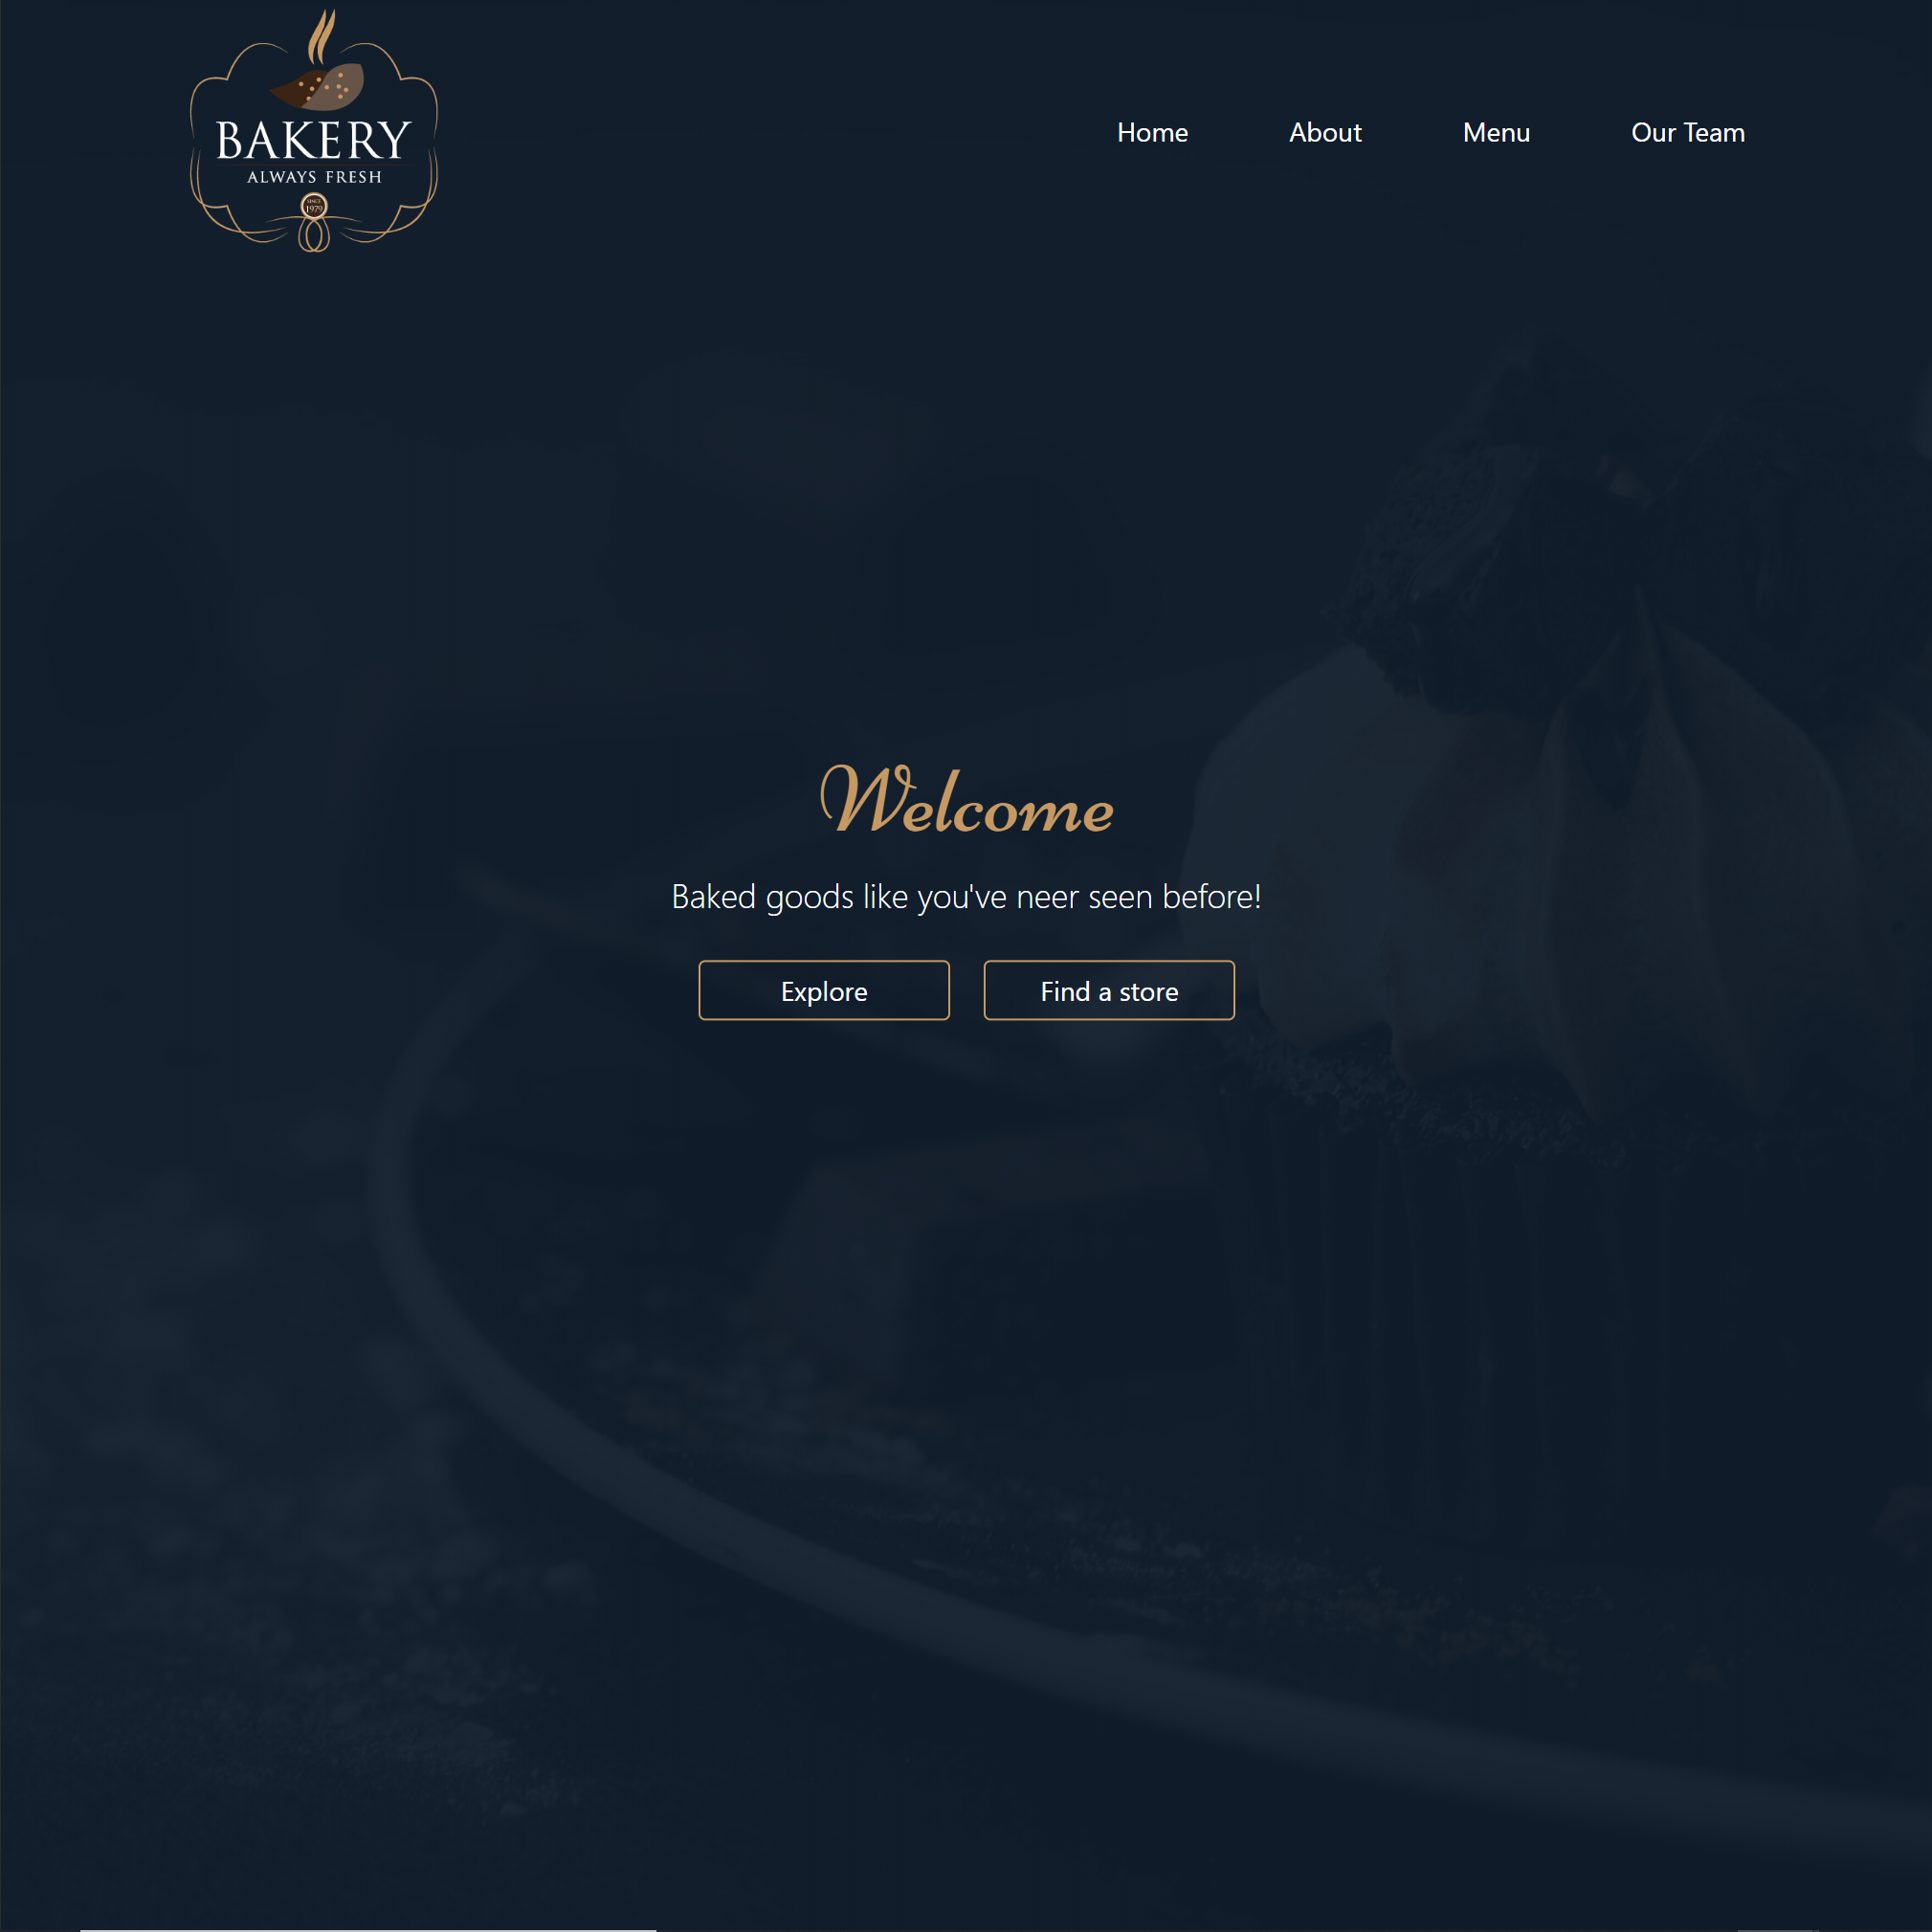 BAKERY
ALWAYS FRESH
SINCE
1979
Home About Menu Our Team
Welcome
Baked goods like you've neer seen before!
Explore Find a store